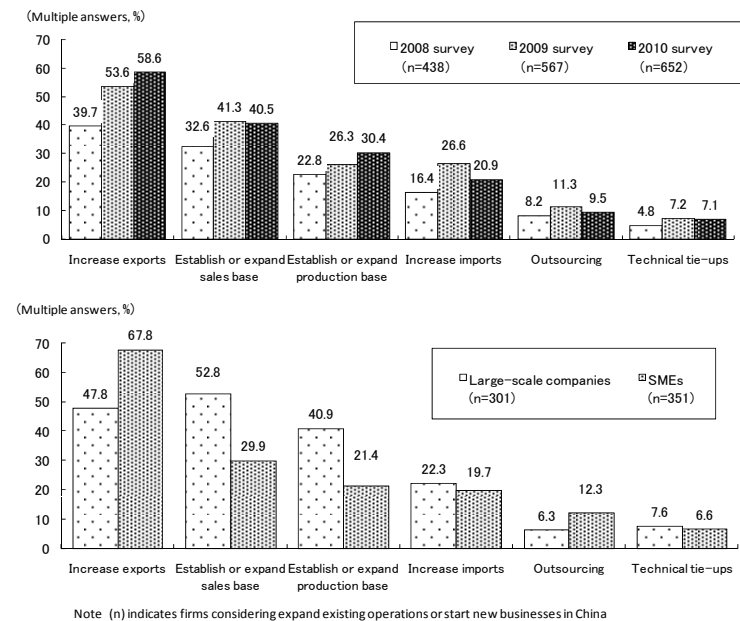 (Multiple answers, %)
70
60
50
40
30
20
10
0
39.7 53.6 58.6
32.6 41.3 40.5
22.8 26.3 30.4
16.4 26.6 20.9
8.2 11.3 9.5
4.8 7.2 7.1
2008 survey 2009 survey 2010 survey
(n=438) (n=567) (n=652)
Increase exports Establish or expand Establish or expand Increase imports Outsourcing Technical tie-ups
sales base production base
(Multiple answers, %)
70
60
50
40
30
20
10
0
47.8 67.8
52.8 29.9
40.9 21.4
22.3 19.7
6.3 12.3
7.6 6.6
Large-scale companies SMEs
(n=301) (n=351)
Increase exports Establish or expand Establish or expand Increase imports Outsourcing Technical tie-ups
sales base production base
Note (n) indicates firms considering expand existing operations or start new businesses in China